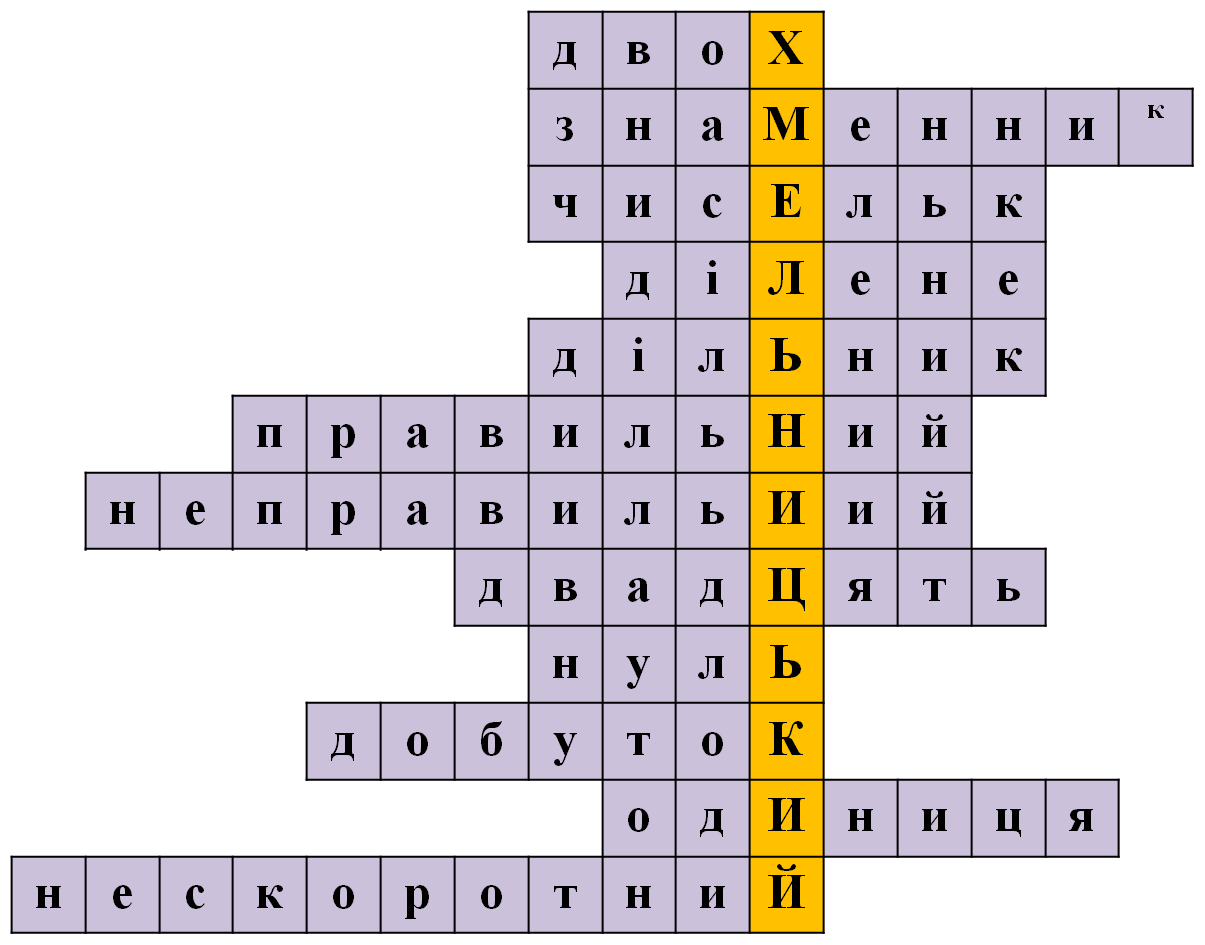 двоХ
знаМенник
чисЕльк
діЛене
ділЬник
правильНий
неправильИий
двадЦять
нулЬ
добутоК
одИниця
нескоротниЙ